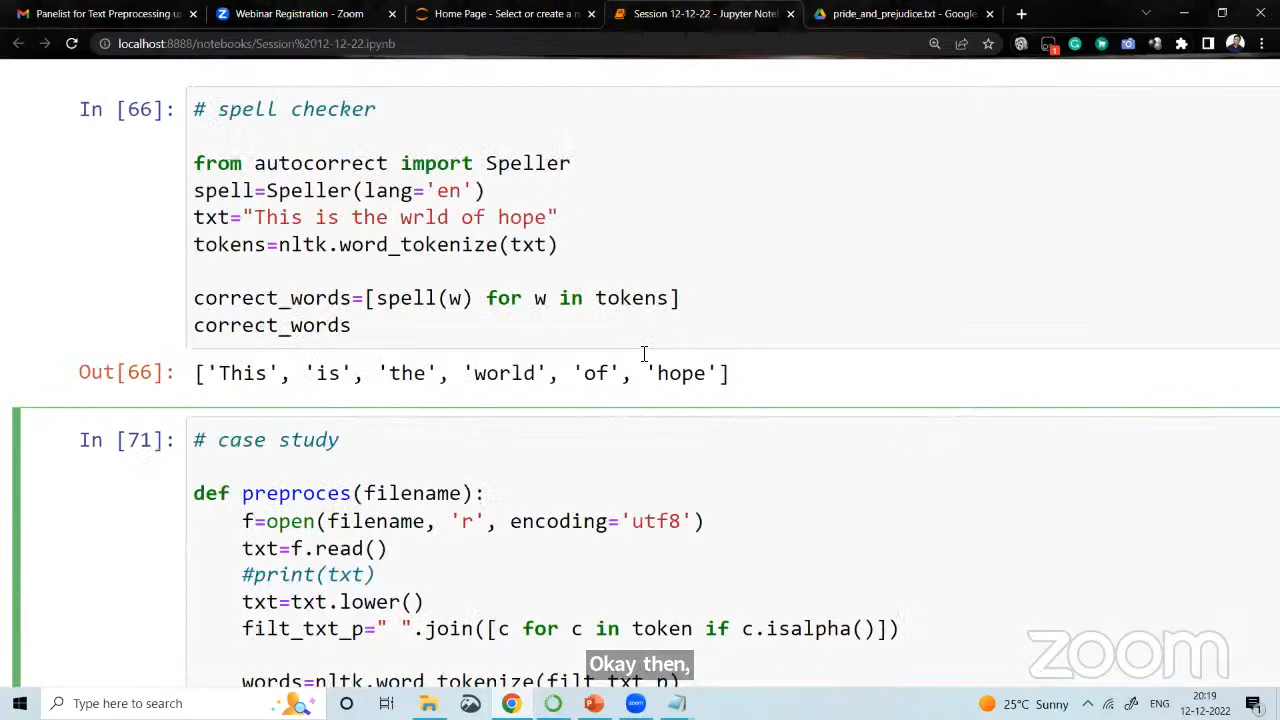 Panelist for Text Preprocessing u
Webinar Registration - Zoom
Home Page - Select or create a n
Session 12-12-22 - Jupyter Note
pride_and_prejudice.txt - Google
localhost:8888/notebooks/Session%2012-12-22.ipynb
In [66]: # spell checker
from autocorrect import Speller
spell=Speller(lang='en')
txt="This is the wrld of hope"
tokens=nltk.word_tokenize(txt)
correct_words=[spell(w) for w in tokens]
correct_words
Out[66]: ['This', 'is', 'the', 'world', 'of', 'hope']
In [71]: # case study
def preproces(filename):
f=open(filename, 'r', encoding='utf8')
txt=f.read()
#print(txt)
txt=txt.lower()
filt_txt_p=" ".join([c for c in token if c.isalpha()])
words=nltk.word_tokenize(filt_txt_p)
Okay then,
zoom
Type here to search
25°C Sunny
ENG
20:19
12-12-2022